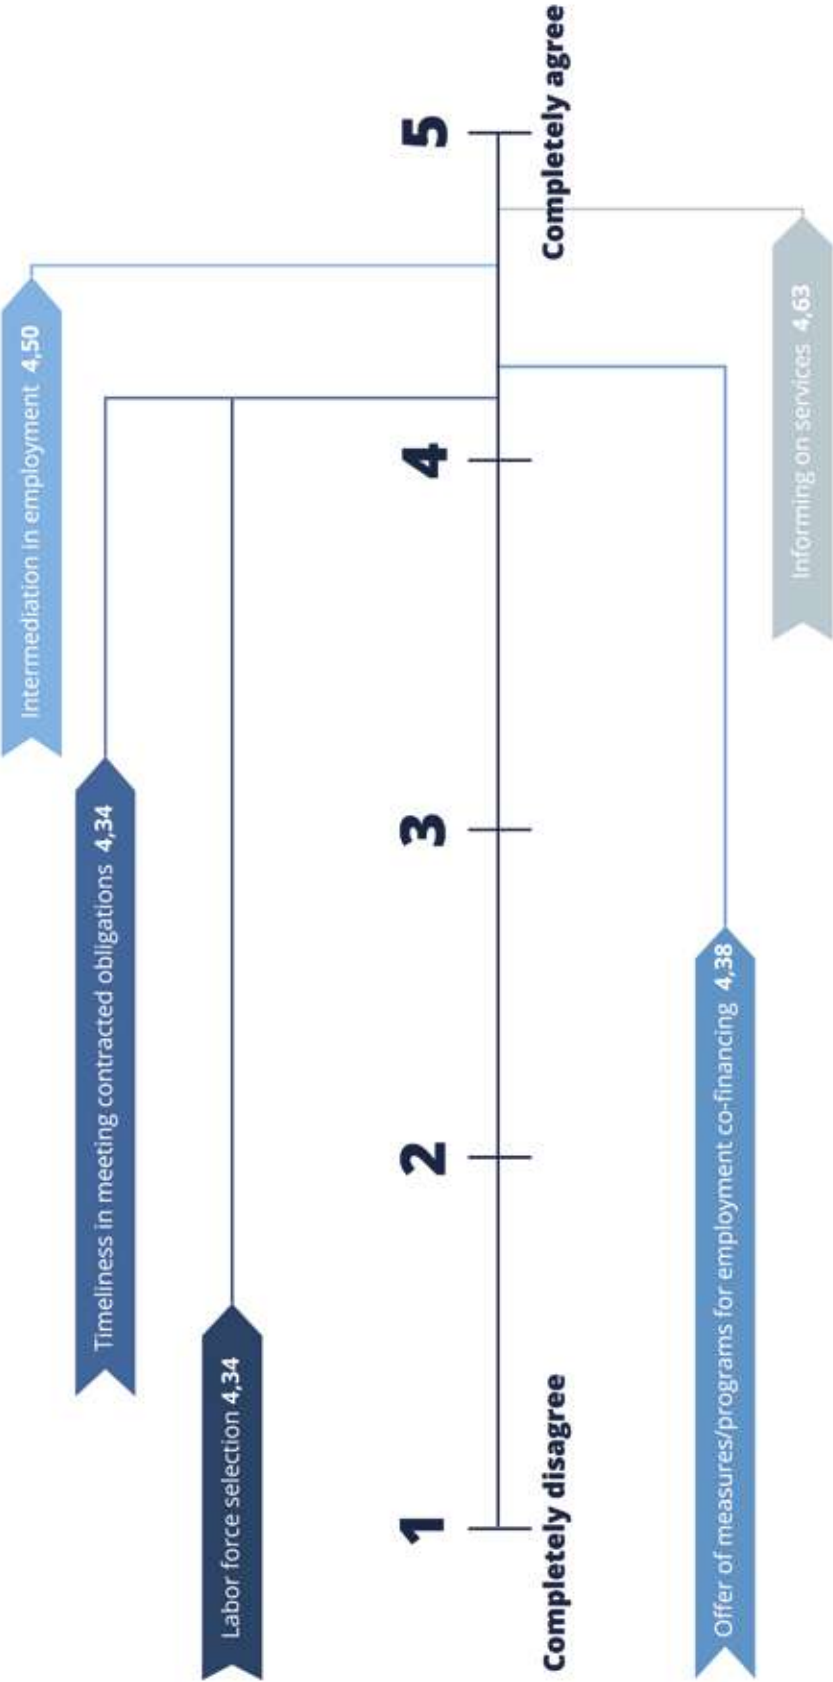 Intermediation in employment 4,50
Timeliness in meeting contracted obligations 4,34
Labor force selection 4,34
1
2
3
4
5
Completely disagree
Completely agree
Offer of measures/programs for employment co-financing 4,38
Informing on services 4,63